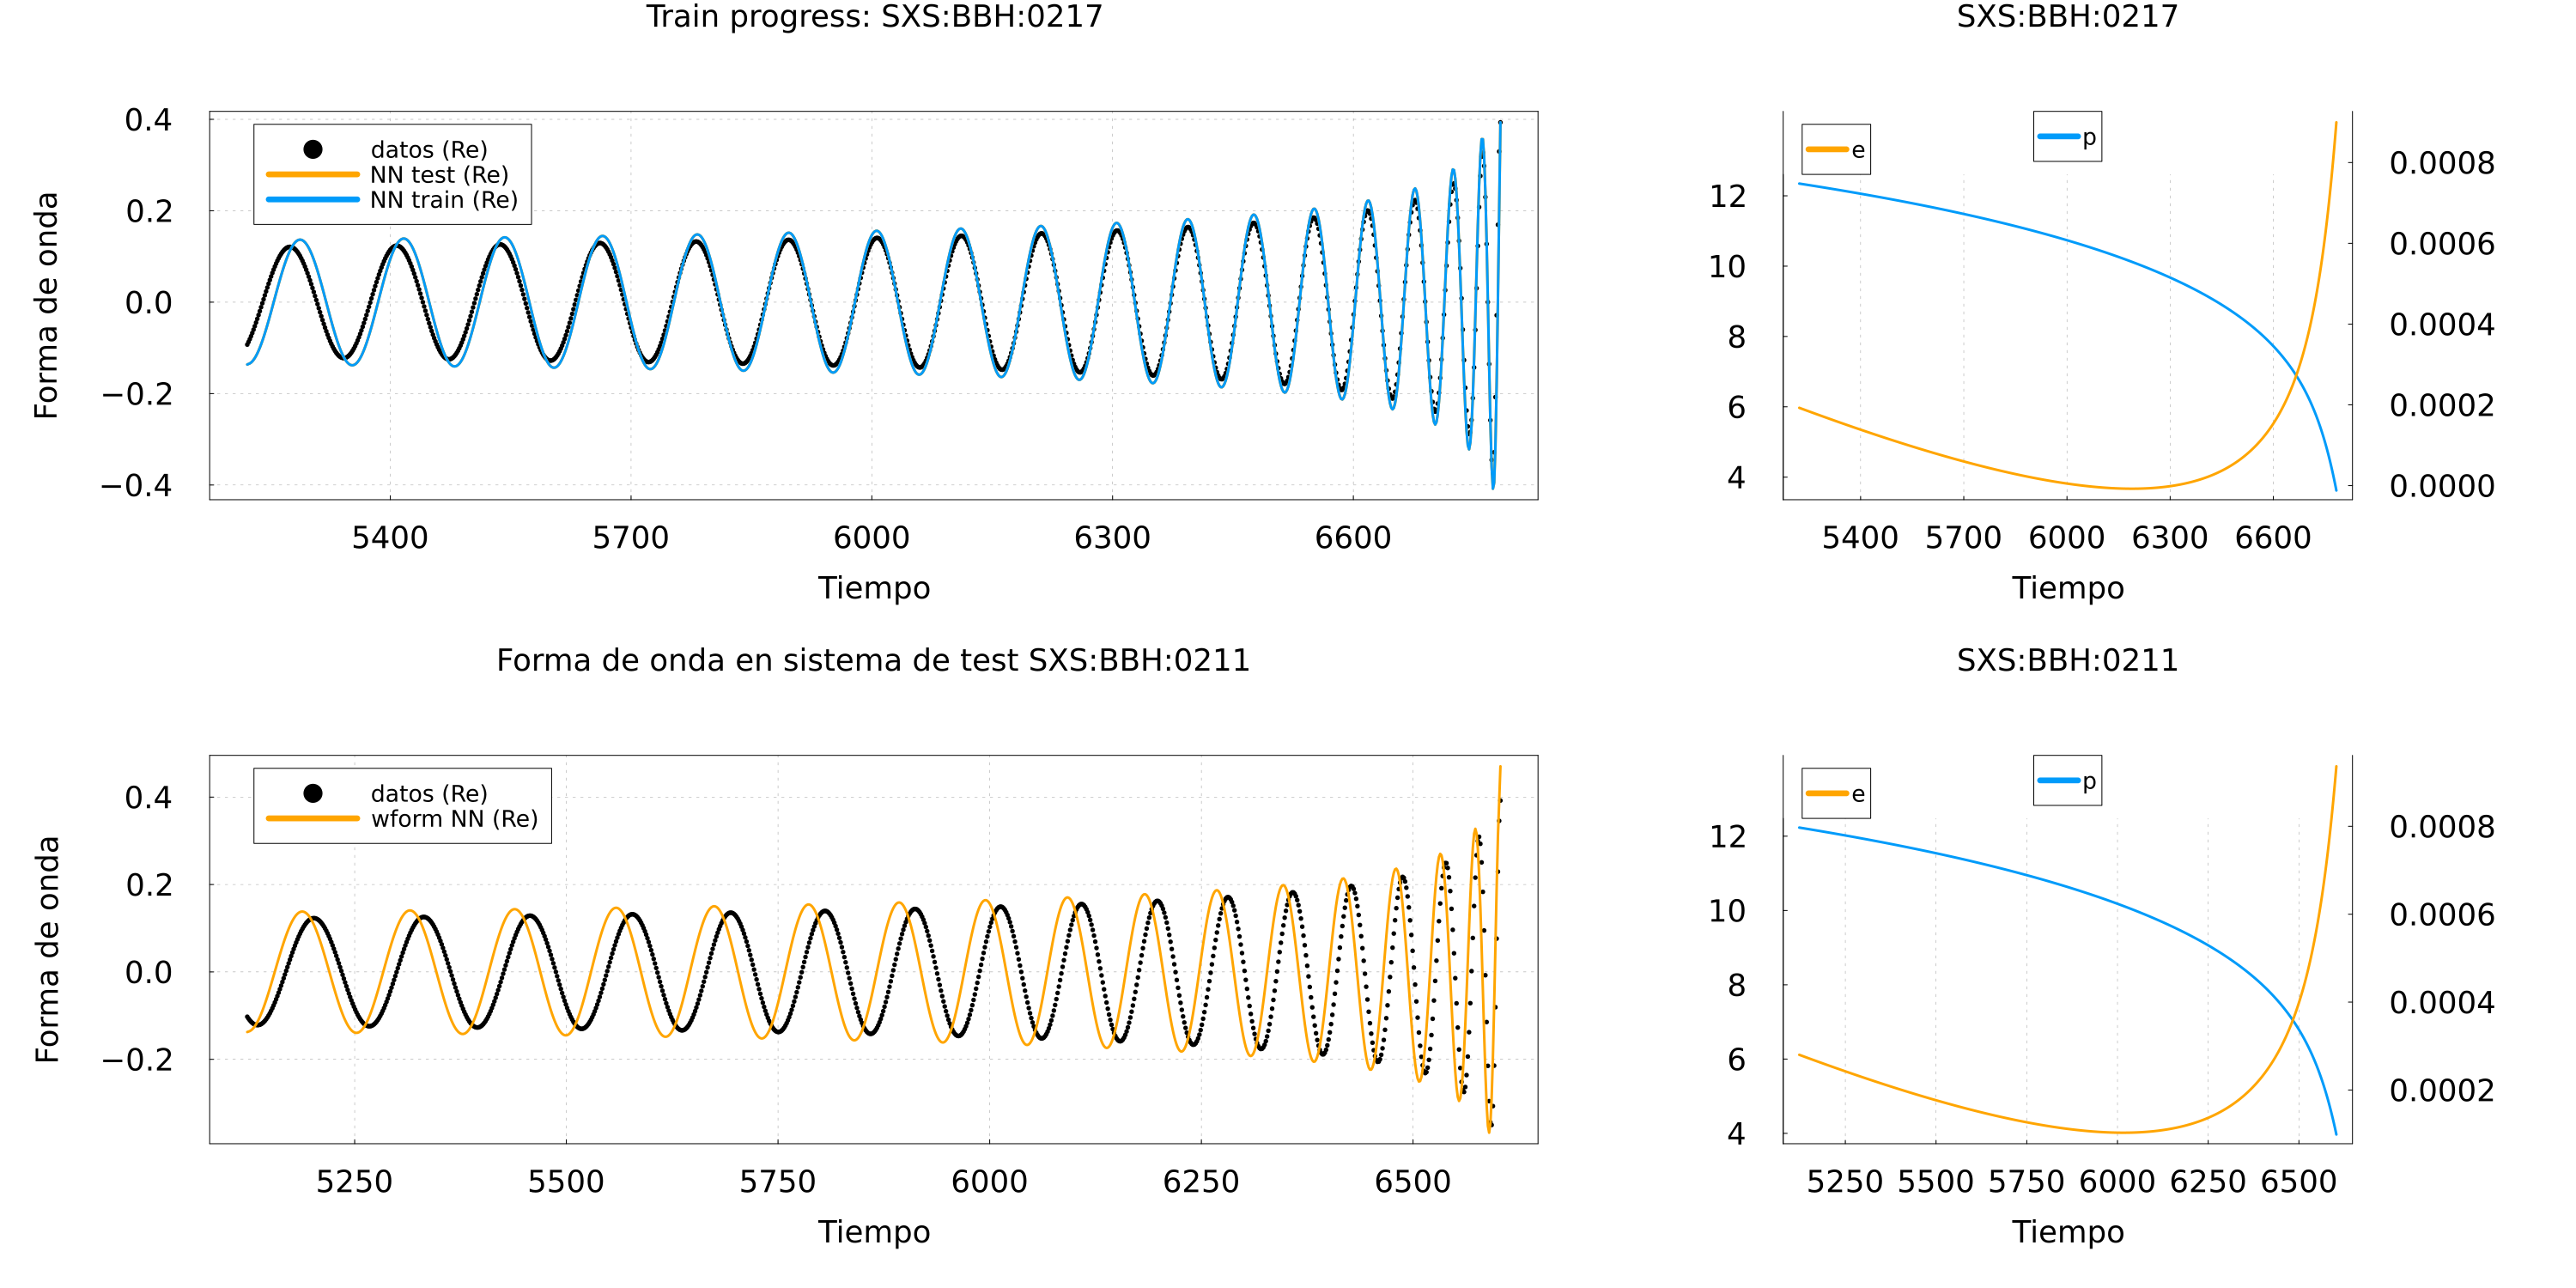 Train progress: SXS:BBH:0217
Forma de onda
0.4
0.2
0.0
−0.2
−0.4
datos (Re)
NN test (Re)
NN train (Re)
5400 5700 6000 6300 6600
Tiempo
SXS:BBH:0217
e
p
12
10
8
6
4
0.0008
0.0006
0.0004
0.0002
0.0000
5400 5700 6000 6300 6600
Tiempo
Forma de onda en sistema de test SXS:BBH:0211
Forma de onda
0.4
0.2
0.0
−0.2
datos (Re)
wform NN (Re)
5250 5500 5750 6000 6250 6500
Tiempo
SXS:BBH:0211
e
p
12
10
8
6
4
0.0008
0.0006
0.0004
0.0002
5250 5500 5750 6000 6250 6500
Tiempo